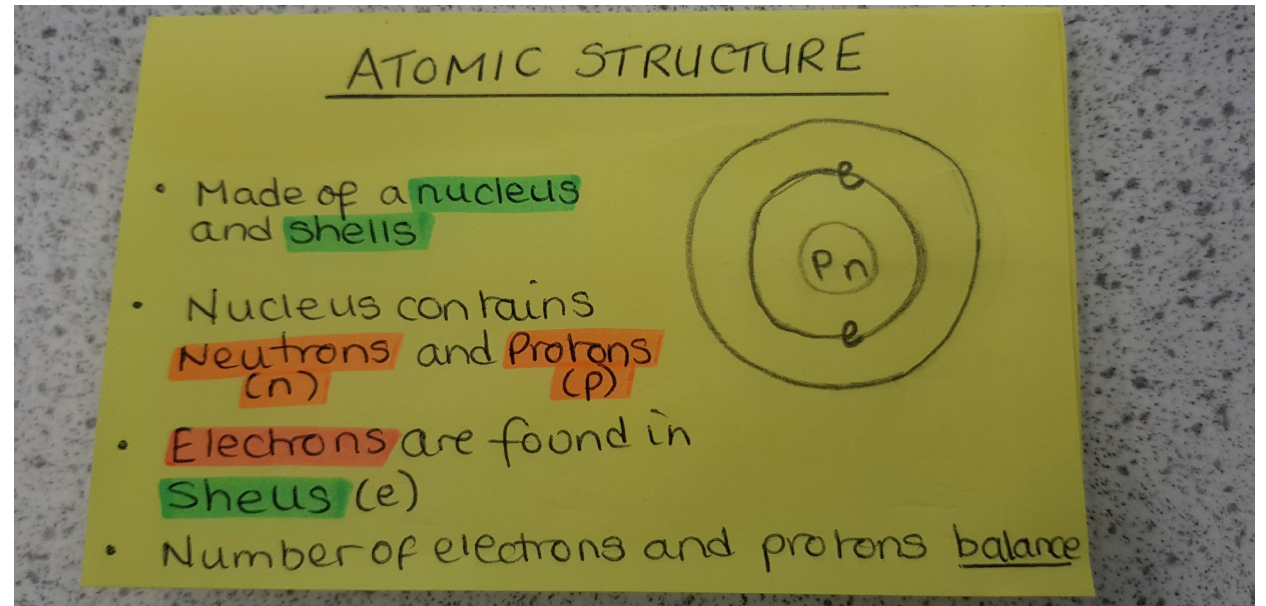 ATOMIC STRUCTURE
• Made of a nucleus
and shells
• Nucleus contains
Neutrons and Protons
(n) (p)
• Electrons are found in
Shells (e)
• Number of electrons and protons balance
e
Pn
e